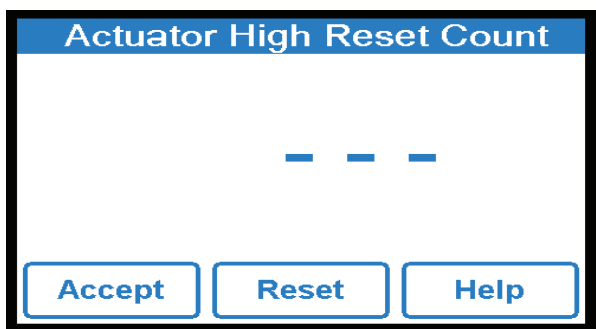 Actuator High Reset Count
– – –
Accept Reset Help